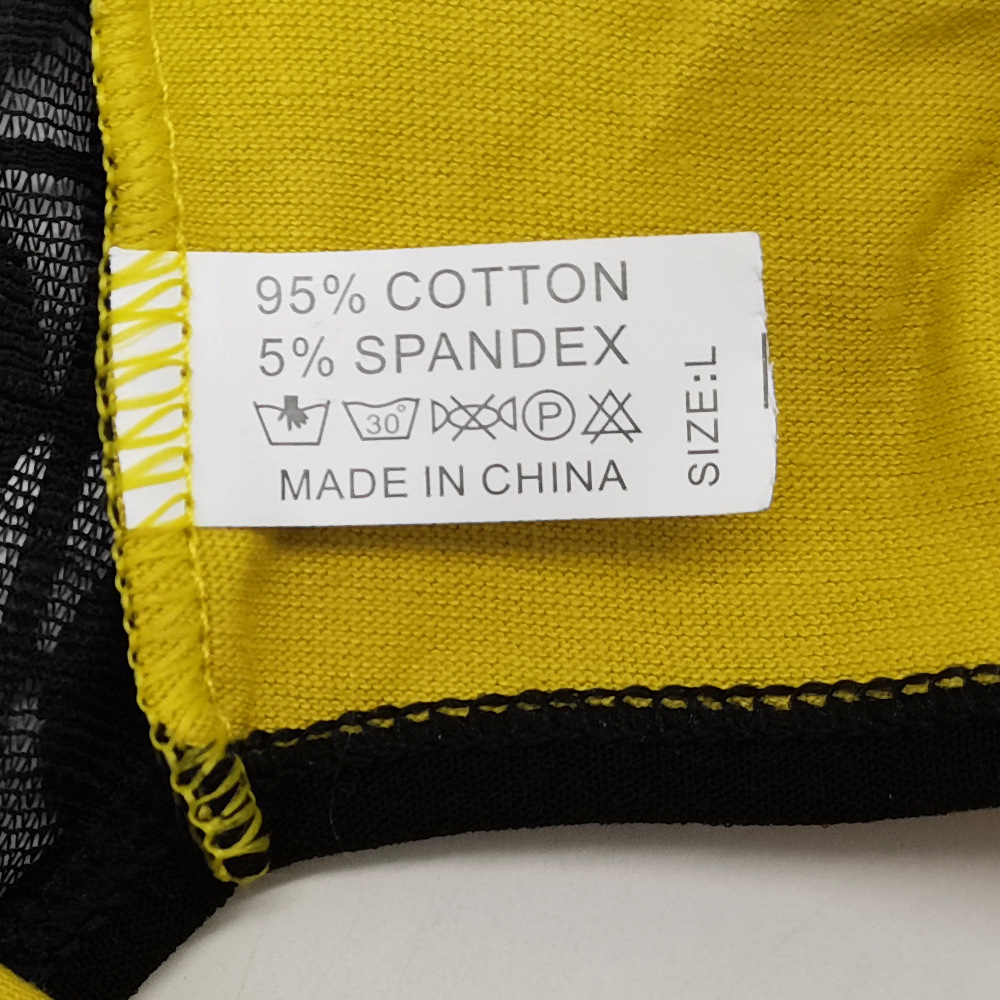 95% COTTON
5% SPANDEX
30°
P
MADE IN CHINA
SIZE:L